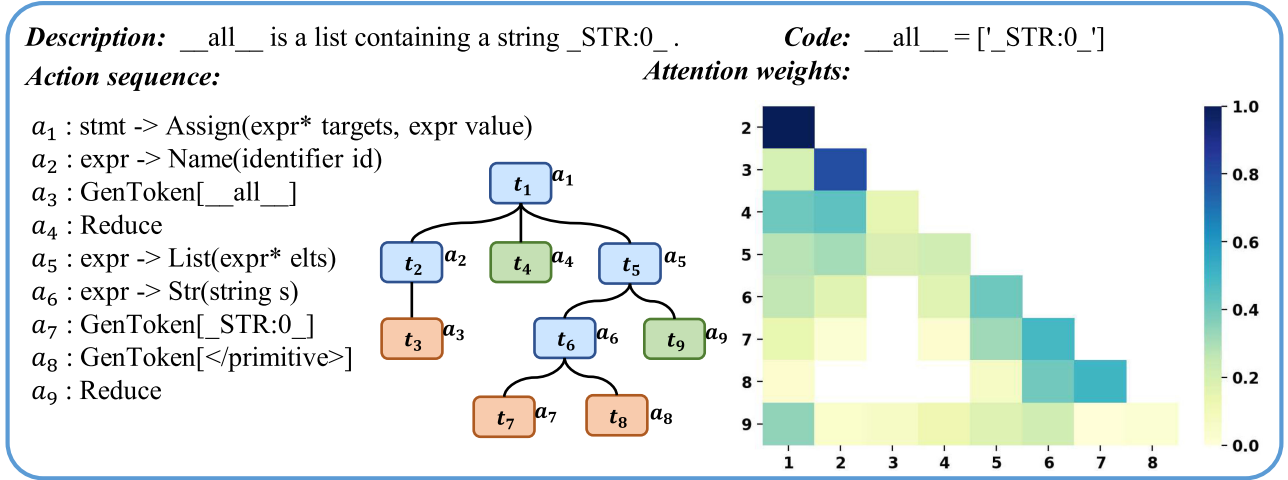 Description: __all__ is a list containing a string _STR:0_ .
Code: __all__ = ['_STR:0_']
Action sequence:
Attention weights:
a₁ : stmt -> Assign(expr* targets, expr value)
a₂ : expr -> Name(identifier id)
a₃ : GenToken[__all__]
a₄ : Reduce
a₅ : expr -> List(expr* elts)
a₆ : expr -> Str(string s)
a₇ : GenToken[_STR:0_]
a₈ : GenToken[</primitive>]
a₉ : Reduce
t₁ a₁
t₂ a₂ t₄ a₄ t₅ a₅
t₃ a₃ t₆ a₆ t₉ a₉
t₇ a₇ t₈ a₈
2
3
4
5
6
7
8
9
1 2 3 4 5 6 7 8
1.0
0.8
0.6
0.4
0.2
0.0